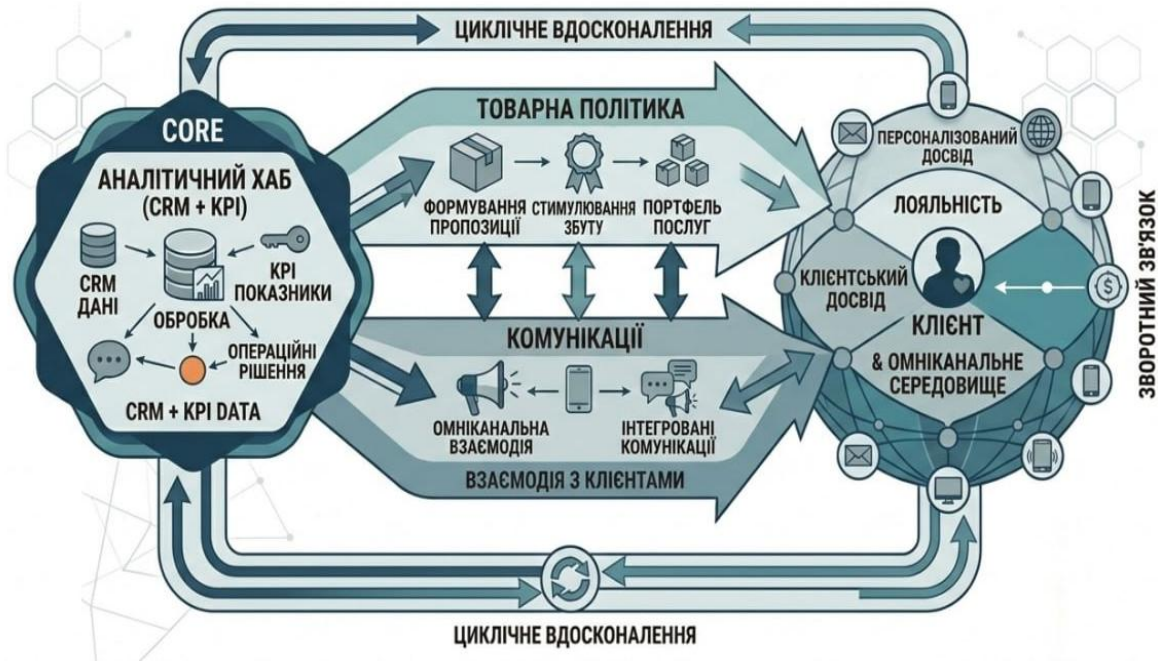 ЦИКЛІЧНЕ ВДОСКОНАЛЕННЯ
CORE
АНАЛІТИЧНИЙ ХАБ
(CRM + KPI)
CRM
ДАНІ
KPI
ПОКАЗНИКИ
ОБРОБКА
ОПЕРАЦІЙНІ
РІШЕННЯ
CRM + KPI DATA
ТОВАРНА ПОЛІТИКА
ФОРМУВАННЯ
ПРОПОЗИЦІЇ
СТИМУЛЮВАННЯ
ЗБУТУ
ПОРТФЕЛЬ
ПОСЛУГ
КОМУНІКАЦІЇ
ОМНІКАНАЛЬНА
ВЗАЄМОДІЯ
ІНТЕГРОВАНІ
КОМУНІКАЦІЇ
ВЗАЄМОДІЯ З КЛІЄНТАМИ
ПЕРСОНАЛІЗОВАНИЙ
ДОСВІД
ЛОЯЛЬНІСТЬ
КЛІЄНТСЬКИЙ
ДОСВІД
$
КЛІЄНТ
& ОМНІКАНАЛЬНЕ
СЕРЕДОВИЩЕ
ЗВОРОТНИЙ ЗВ'ЯЗОК
ЦИКЛІЧНЕ ВДОСКОНАЛЕННЯ